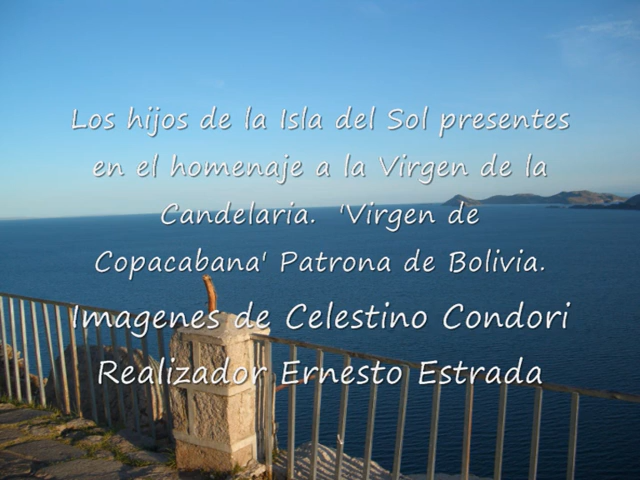 Los hijos de la Isla del Sol presentes
en el homenaje a la Virgen de la
Candelaria. 'Virgen de
Copacabana' Patrona de Bolivia.
Imagenes de Celestino Condori
Realizador Ernesto Estrada